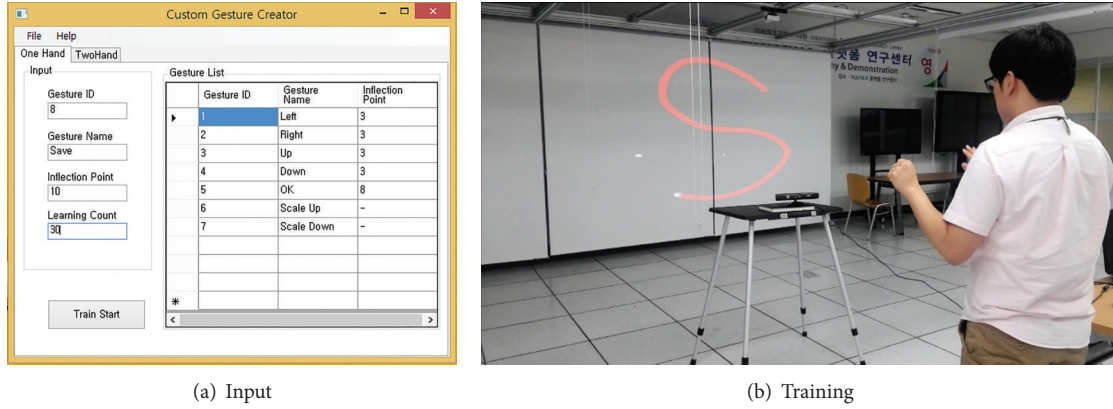 Custom Gesture Creator
File Help
One Hand TwoHand
Input
Gesture ID
8
Gesture Name
Save
Inflection Point
10
Learning Count
30
Train Start
Gesture List
Gesture ID Gesture Name Inflection Point
1 Left 3
2 Right 3
3 Up 3
4 Down 3
5 OK 8
6 Scale Up -
7 Scale Down -
*
(a) Input
S
랫폼 연구센터 영
y & Demonstration
(b) Training